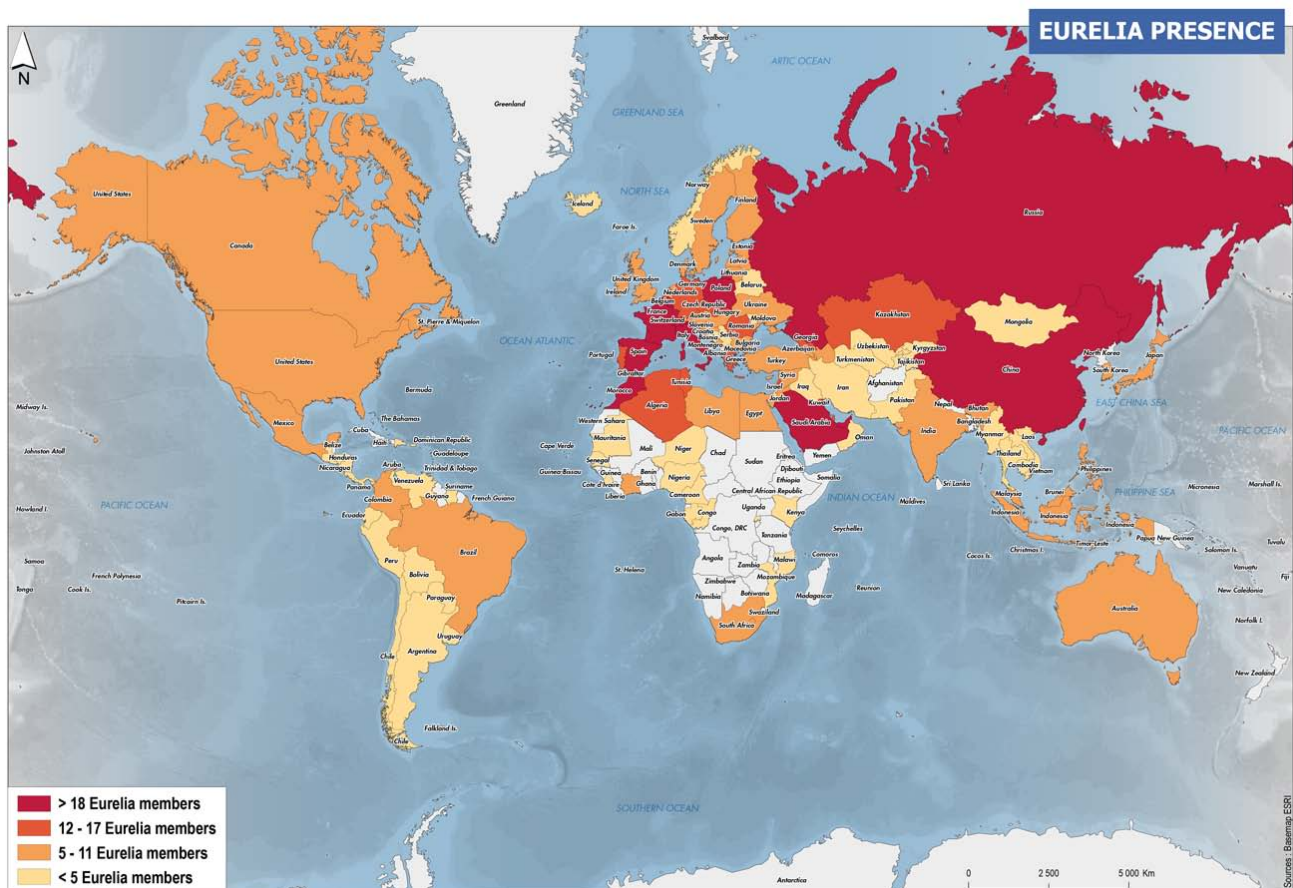 EURELIA PRESENCE
N
Svalbard
ARTIC OCEAN
Greenland
GREENLAND SEA
United States
Canada
Iceland
NORTH SEA
Norway
Sweden
Finland
Russia
Faroe Is.
Estonia
Latvia
Lithuania
Denmark
United Kingdom
Ireland
Germany
Netherlands
Poland
Belarus
Belgium
Czech Republic
Ukraine
France
Austria
Hungary
Moldova
Switzerland
Slovenia
Croatia
Romania
Kazakhstan
Mongolia
St. Pierre & Miquelon
OCEAN ATLANTIC
Italy
Bosnia
Serbia
Bulgaria
Montenegro
Macedonia
Albania
Georgia
Azerbaijan
Uzbekistan
Kyrgyzstan
Turkmenistan
Tajikistan
North Korea
South Korea
Japan
Portugal
Spain
Gibraltar
Greece
Turkey
Syria
China
United States
Tunisia
Morocco
Israel
Jordan
Iraq
Iran
Afghanistan
Pakistan
Kuwait
Bermuda
Algeria
Libya
Egypt
Saudi Arabia
Nepal
Bhutan
Bangladesh
EAST CHINA SEA
Midway Is.
Western Sahara
Mexico
The Bahamas
Cuba
Haiti
Dominican Republic
Guadeloupe
Mauritania
Mali
Niger
Chad
Sudan
Eritrea
Yemen
Oman
India
Myanmar
Laos
Thailand
Cambodia
Vietnam
Philippines
PACIFIC OCEAN
Johnston Atoll
Belize
Honduras
Nicaragua
Aruba
Trinidad & Tobago
Cape Verde
Senegal
Guinea Bissau
Guinea
Cote d'Ivoire
Liberia
Ghana
Benin
Nigeria
Cameroon
Central African Republic
Djibouti
Ethiopia
Somalia
INDIAN OCEAN
Maldives
Sri Lanka
Malaysia
Brunei
PHIPPINE SEA
Micronesia
Marshall Is.
PACIFIC OCEAN
Howland I.
Panama
Venezuela
Guyana
Suriname
French Guiana
Colombia
Ecuador
Gabon
Congo
Congo, DRC
Uganda
Kenya
Tanzania
Seychelles
Indonesia
Indonesia
Indonesia
Timor-Leste
Papua New Guinea
Solomon Is.
Tuvalu
Samoa
French Polynesia
Tonga
Cook Is.
Pitcairn Is.
Peru
Brazil
Bolivia
Paraguay
St. Helena
Angola
Zambia
Malawi
Mozambique
Zimbabwe
Namibia
Botswana
Comoros
Madagascar
Reunion
Cocos Is.
Christmas I.
Vanuatu
Fiji
New Caledonia
Australia
Norfolk I.
New Zealand
Swaziland
South Africa
Uruguay
Argentina
Chile
Chile
Falkland Is.
SOUTHERN OCEAN
Antarctica
> 18 Eurelia members
12 - 17 Eurelia members
5 - 11 Eurelia members
< 5 Eurelia members
0 2 500 5 000 Km
Sources : Basemap ESRI